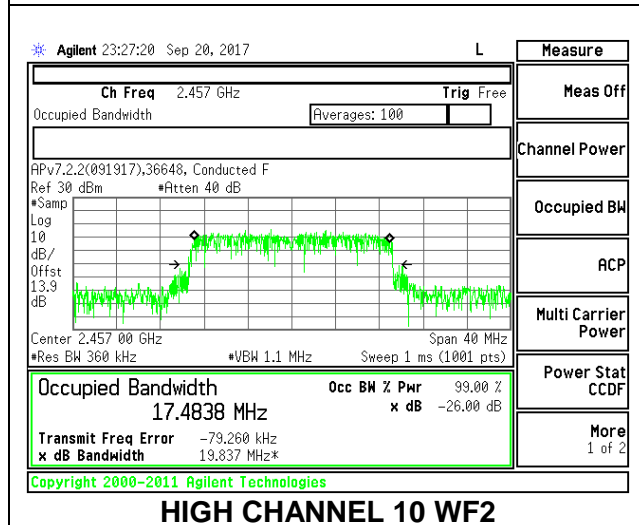 Agilent 23:27:20 Sep 20, 2017 L
Measure
Ch Freq 2.457 GHz Trig Free
Meas Off
Occupied Bandwidth Averages: 100
Channel Power
APv7.2.2(091917),36648, Conducted F
Ref 30 dBm #Atten 40 dB
#Samp
Occupied BW
Log
10
dB/
ACP
Offst
13.9
dB
Multi Carrier
Power
Center 2.457 00 GHz Span 40 MHz
#Res BW 360 kHz #VBW 1.1 MHz Sweep 1 ms (1001 pts)
Power Stat
CCDF
Occupied Bandwidth Occ BW % Pwr 99.00 %
17.4838 MHz x dB -26.00 dB
Transmit Freq Error -79.260 kHz
x dB Bandwidth 19.837 MHz*
More
1 of 2
Copyright 2000-2011 Agilent Technologies
HIGH CHANNEL 10 WF2